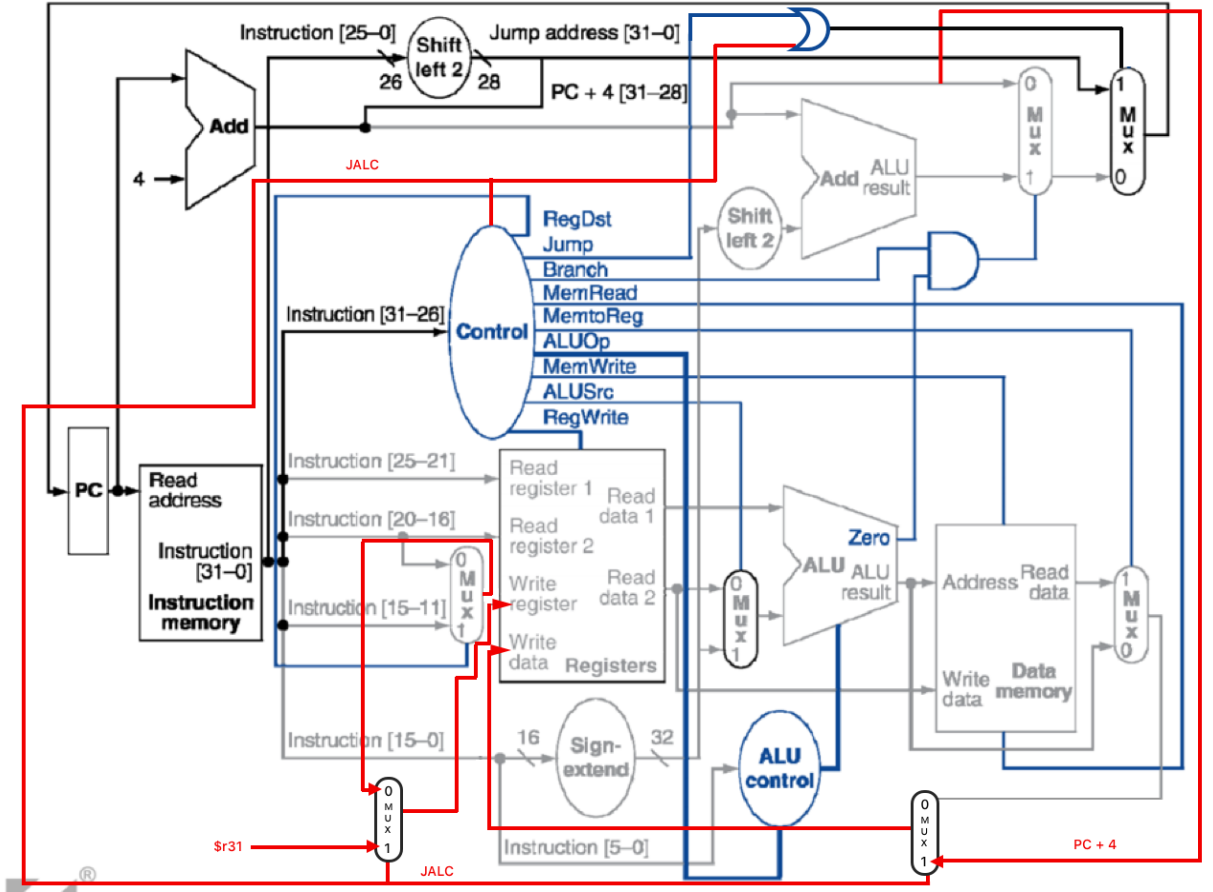 Instruction [25–0]
Shift
left 2
Jump address [31–0]
26
28
PC + 4 [31–28]
Add
4
JALC
0
M
u
x
1
1
M
u
x
0
Add
ALU
result
Shift
left 2
RegDst
Jump
Branch
MemRead
MemtoReg
ALUOp
MemWrite
ALUSrc
RegWrite
Instruction [31–26]
Control
PC
Read
address
Instruction
[31–0]
Instruction
memory
Instruction [25–21]
Instruction [20–16]
Instruction [15–11]
0
M
u
x
1
Read
register 1
Read
register 2
Write
register
Write
data
Read
data 1
Read
data 2
Registers
0
M
u
x
1
Zero
ALU
ALU
result
Address
Read
data
Write
data
Data
memory
1
M
u
x
0
Instruction [15–0]
16
Sign-
extend
32
ALU
control
Instruction [5–0]
0
M
U
X
1
$r31
JALC
0
M
U
X
1
PC + 4
®